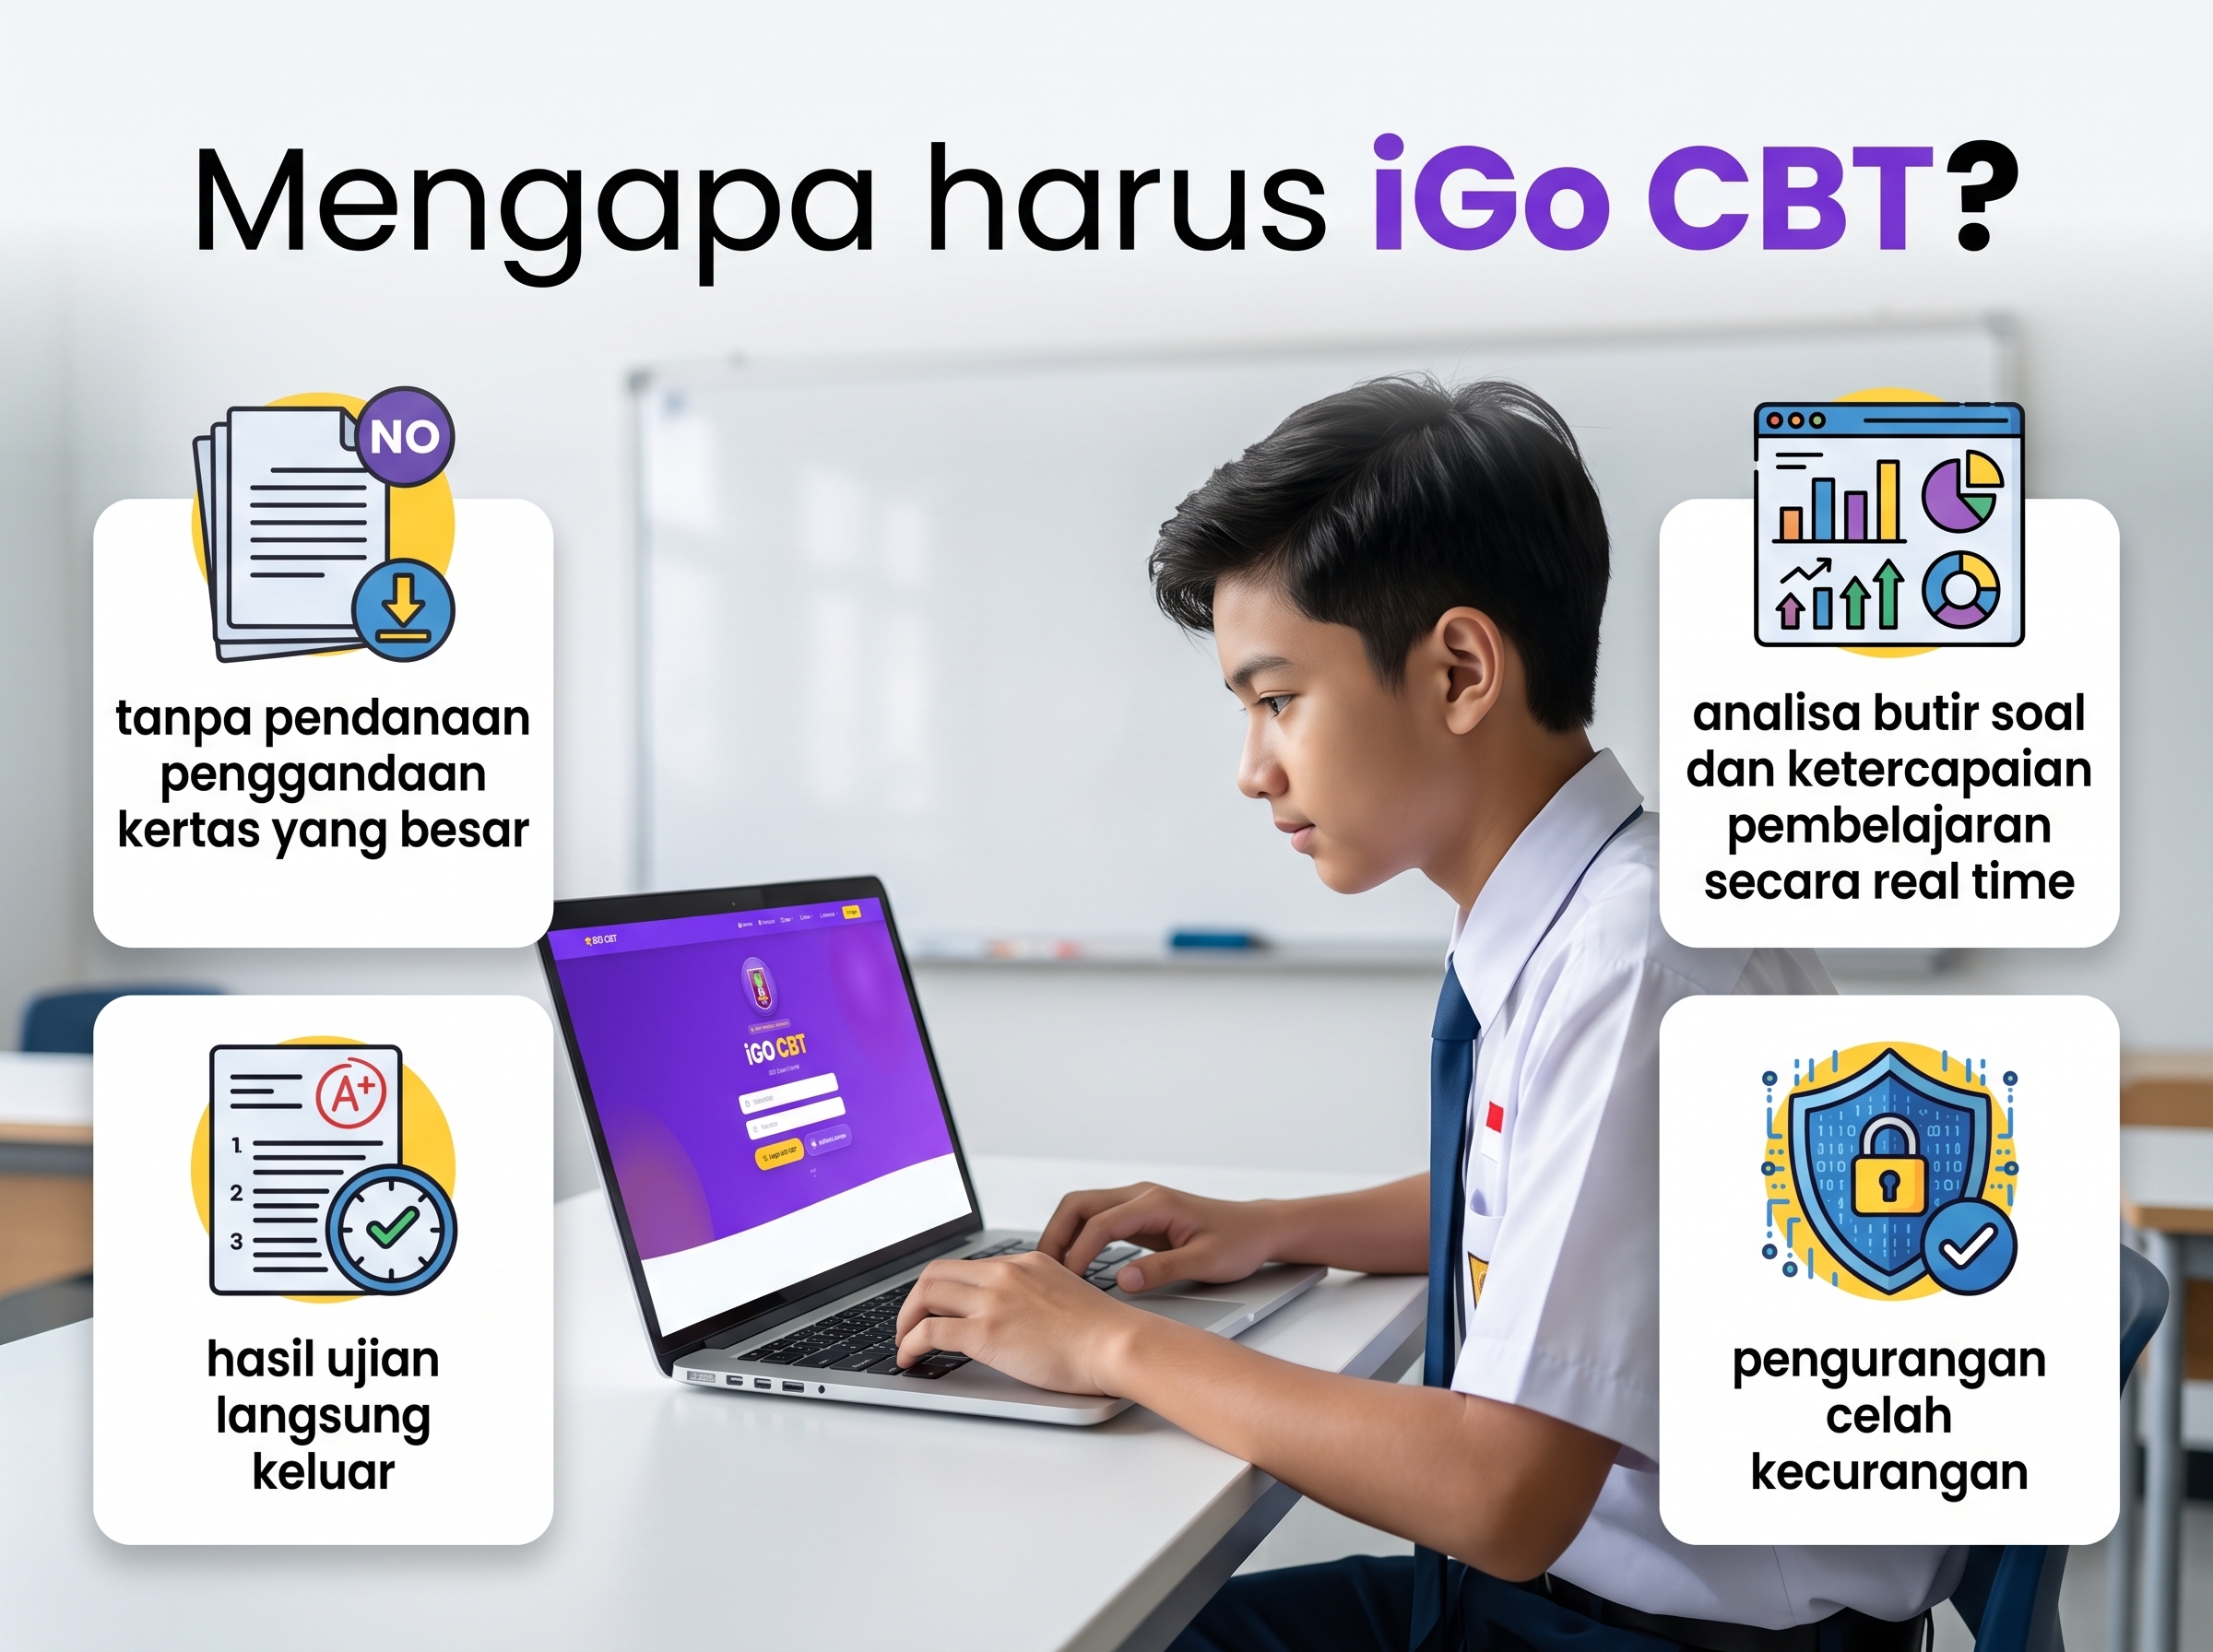 Mengapa harus iGo CBT?
NO
tanpa pendanaan
penggandaan
kertas yang besar
analisa butir soal
dan ketercapaian
pembelajaran
secara real time
iGO CBT
A+
1
2
3
hasil ujian
langsung
keluar
pengurangan
celah
kecurangan